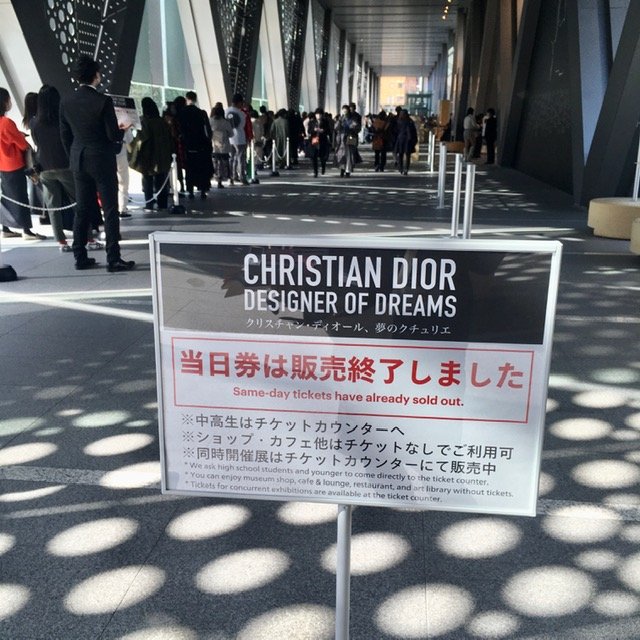 CHRISTIAN DIOR
DESIGNER OF DREAMS
クリスチャン・ディオール、夢のクチュリエ
当日券は販売終了しました
Same-day tickets have already sold out.
※中高生はチケットカウンターへ
※ショップ・カフェ他はチケットなしでご利用可
※同時開催展はチケットカウンターにて販売中
* We ask high school students and younger to come directly to the ticket counter.
* You can enjoy museum shop, cafe & lounge, restaurant, and art library without tickets.
* Tickets for concurrent exhibitions are available at the ticket counter.